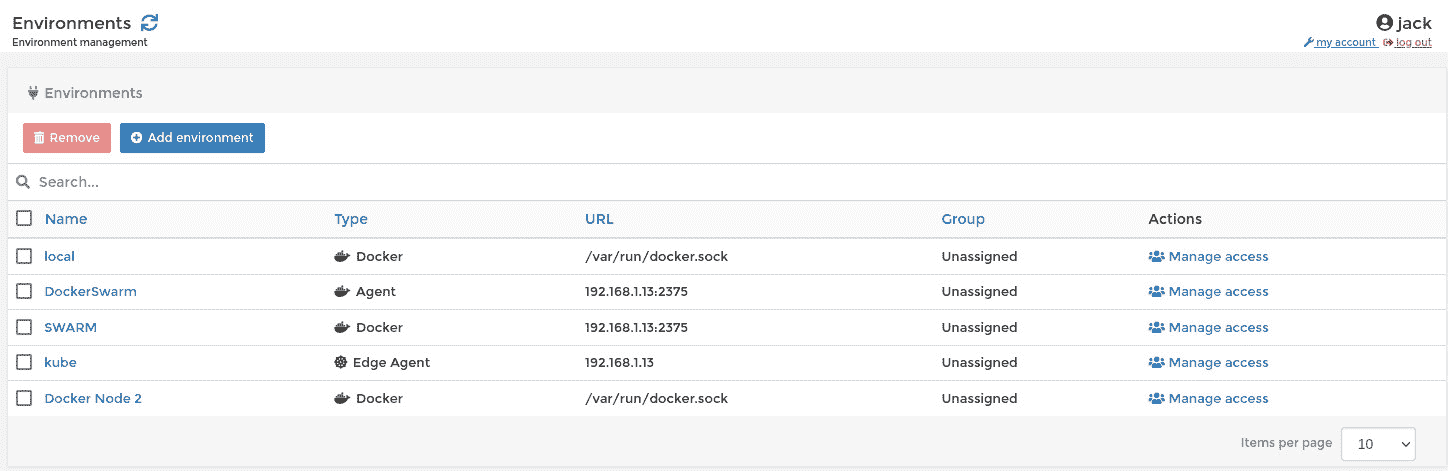 Environments
jack
Environment management
my account log out
Environments
Remove Add environment
Search...
Name Type URL Group Actions
local Docker /var/run/docker.sock Unassigned Manage access
DockerSwarm Agent 192.168.1.13:2375 Unassigned Manage access
SWARM Docker 192.168.1.13:2375 Unassigned Manage access
kube Edge Agent 192.168.1.13 Unassigned Manage access
Docker Node 2 Docker /var/run/docker.sock Unassigned Manage access
Items per page 10